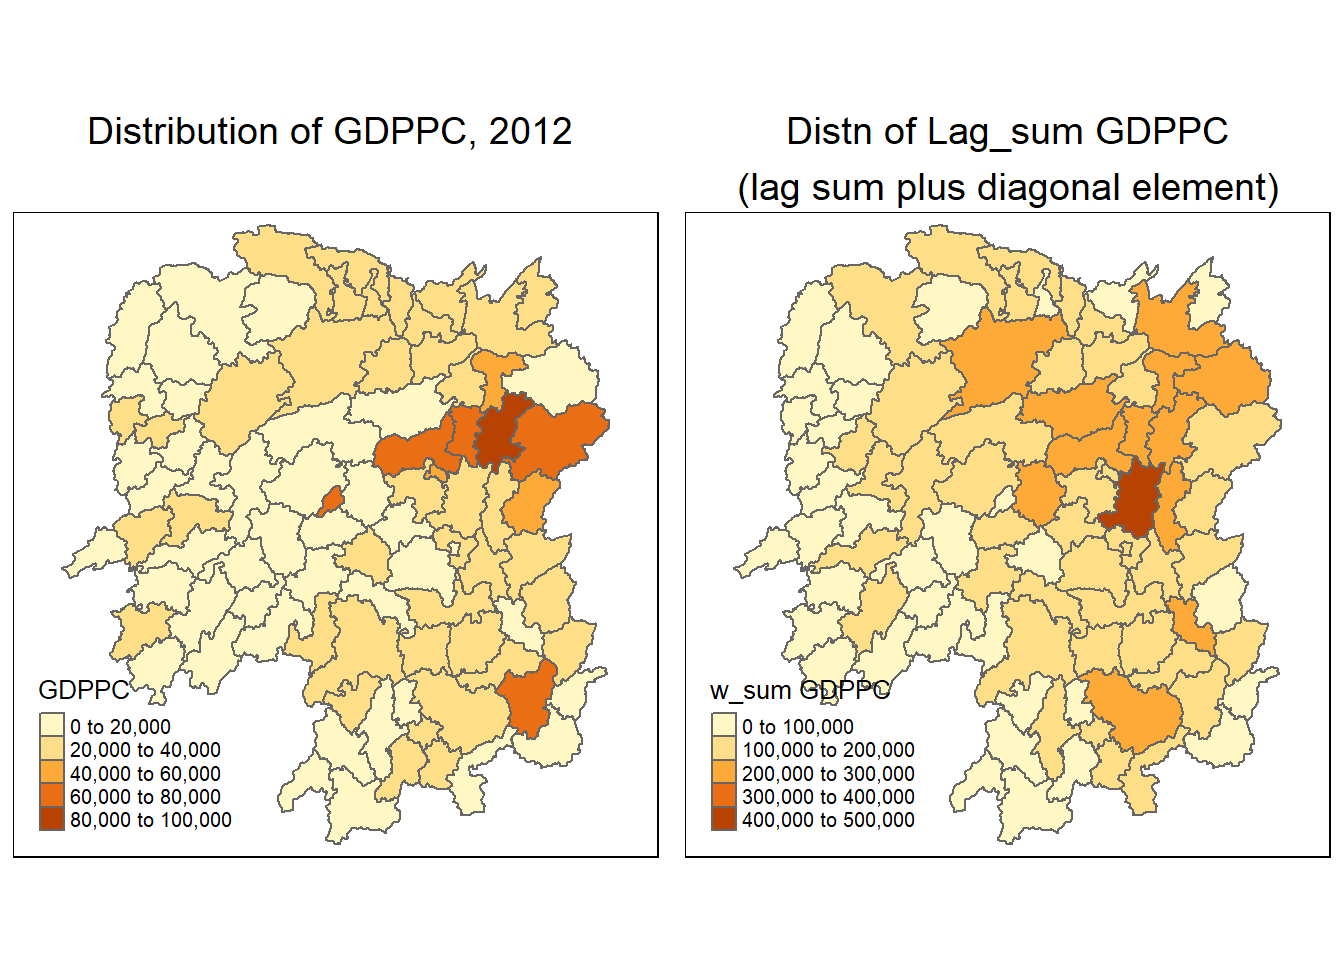 Distribution of GDPPC, 2012
GDPPC
0 to 20,000
20,000 to 40,000
40,000 to 60,000
60,000 to 80,000
80,000 to 100,000
Distn of Lag_sum GDPPC
(lag sum plus diagonal element)
w_sum GDPPC
0 to 100,000
100,000 to 200,000
200,000 to 300,000
300,000 to 400,000
400,000 to 500,000